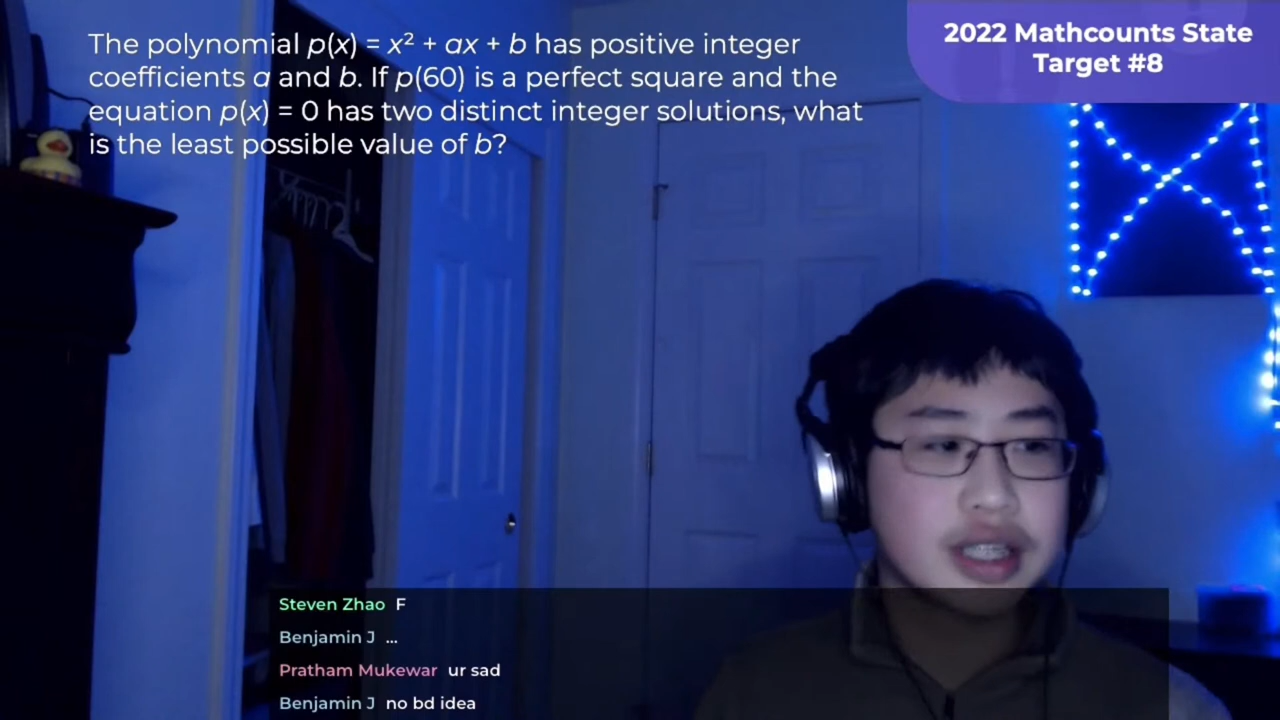 The polynomial p(x) = x² + ax + b has positive integer
coefficients a and b. If p(60) is a perfect square and the
equation p(x) = 0 has two distinct integer solutions, what
is the least possible value of b?
2022 Mathcounts State
Target #8
Steven Zhao F
Benjamin J ...
Pratham Mukewar ur sad
Benjamin J no bd idea